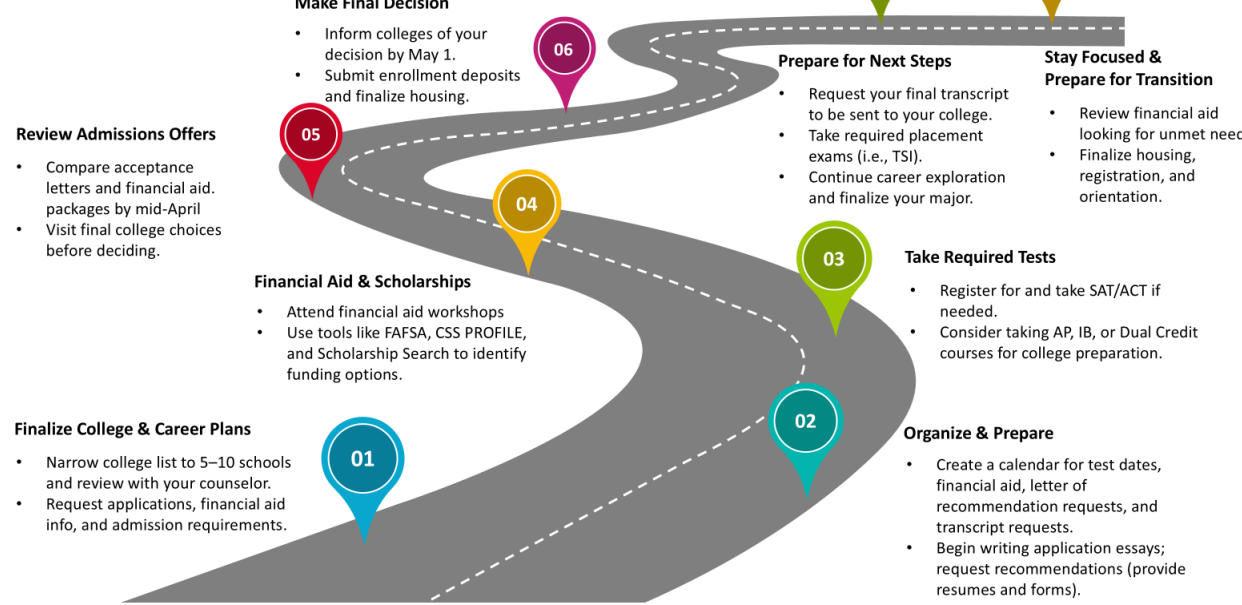 Make Final Decision
• Inform colleges of your
decision by May 1.
• Submit enrollment deposits
and finalize housing.
06
Prepare for Next Steps
• Request your final transcript
to be sent to your college.
• Take required placement
exams (i.e., TSI).
• Continue career exploration
and finalize your major.
Stay Focused &
Prepare for Transition
• Review financial aid
looking for unmet need
• Finalize housing,
registration, and
orientation.
05
Review Admissions Offers
• Compare acceptance
letters and financial aid.
packages by mid-April
• Visit final college choices
before deciding.
04
Financial Aid & Scholarships
• Attend financial aid workshops
• Use tools like FAFSA, CSS PROFILE,
and Scholarship Search to identify
funding options.
03
Take Required Tests
• Register for and take SAT/ACT if
needed.
• Consider taking AP, IB, or Dual Credit
courses for college preparation.
Finalize College & Career Plans
• Narrow college list to 5–10 schools
and review with your counselor.
• Request applications, financial aid
info, and admission requirements.
01
02
Organize & Prepare
• Create a calendar for test dates,
financial aid, letter of
recommendation requests, and
transcript requests.
• Begin writing application essays;
request recommendations (provide
resumes and forms).